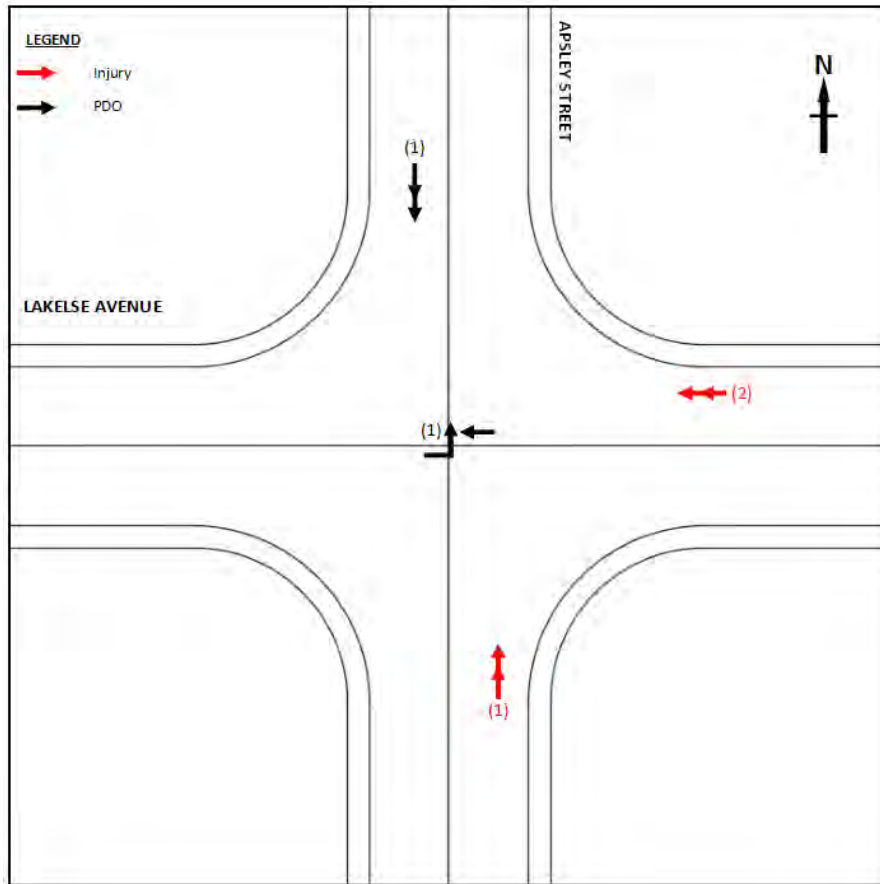 LEGEND
Injury
PDO
APSLEY STREET
N
(1)
LAKELSE AVENUE
(2)
(1)
(1)